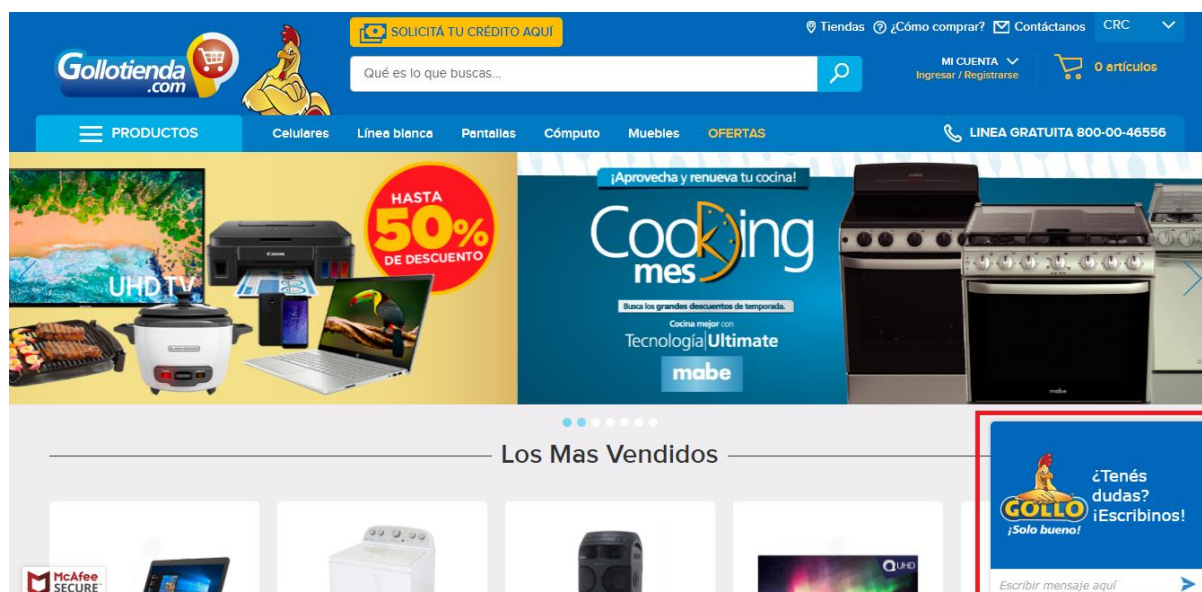 SOLICITÁ TU CRÉDITO AQUÍ
Tiendas ¿Cómo comprar? Contáctanos CRC
Gollotienda
.com
Qué es lo que buscas...
MI CUENTA
Ingresar / Registrarse
0 artículos
PRODUCTOS Celulares Línea blanca Pantallas Cómputo Muebles OFERTAS LINEA GRATUITA 800-00-46556
HASTA
50%
DE DESCUENTO
UHD TV
Canon
¡Aprovecha y renueva tu cocina!
Cooking
mes
Busca los grandes descuentos de temporada.
Cocina mejor con
Tecnología|Ultimate
mabe
mabe
Los Mas Vendidos
¿Tenés
dudas?
¡Escribinos!
GOLLO
¡Solo bueno!
Escribir mensaje aquí
McAfee
SECURE
QUHD